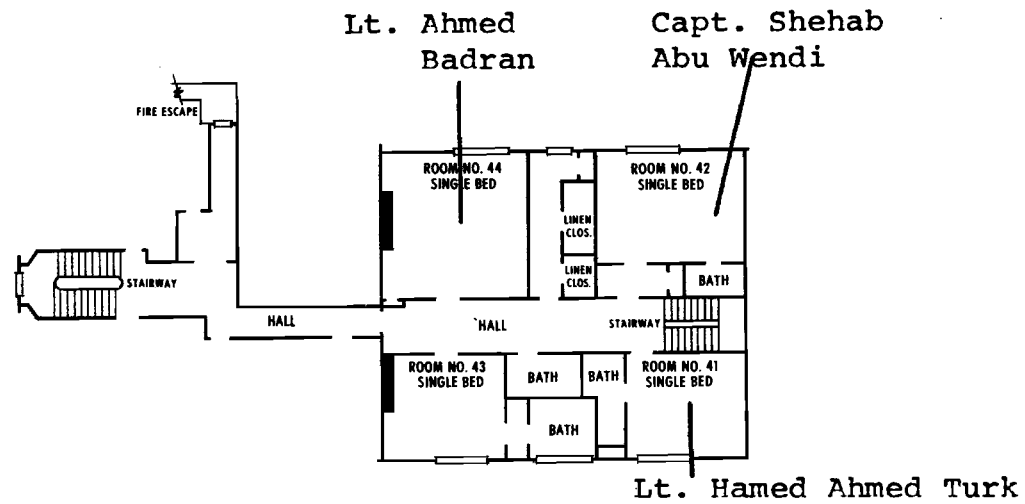 Lt. Ahmed
Badran
Capt. Shehab
Abu Wendi
FIRE ESCAPE
ROOM NO. 44
SINGLE BED
ROOM NO. 42
SINGLE BED
LINEN
CLOS.
LINEN
CLOS.
BATH
STAIRWAY
HALL
HALL
STAIRWAY
ROOM NO. 43
SINGLE BED
BATH
BATH
ROOM NO. 41
SINGLE BED
BATH
Lt. Hamed Ahmed Turk